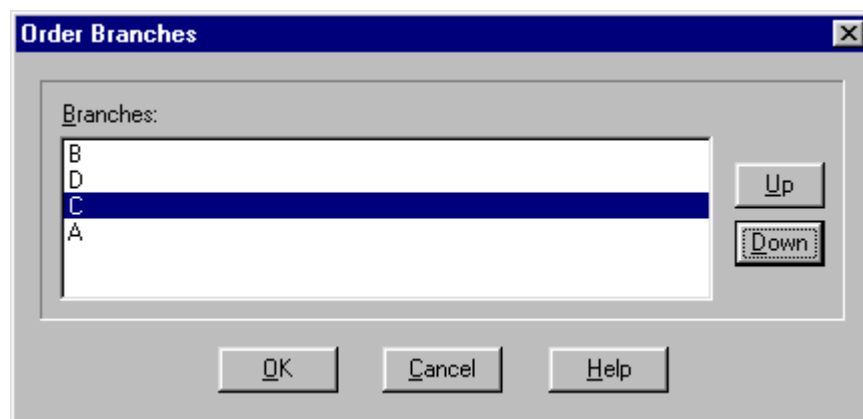 Order Branches
Branches:
B
D
C
A
Up
Down
OK
Cancel
Help